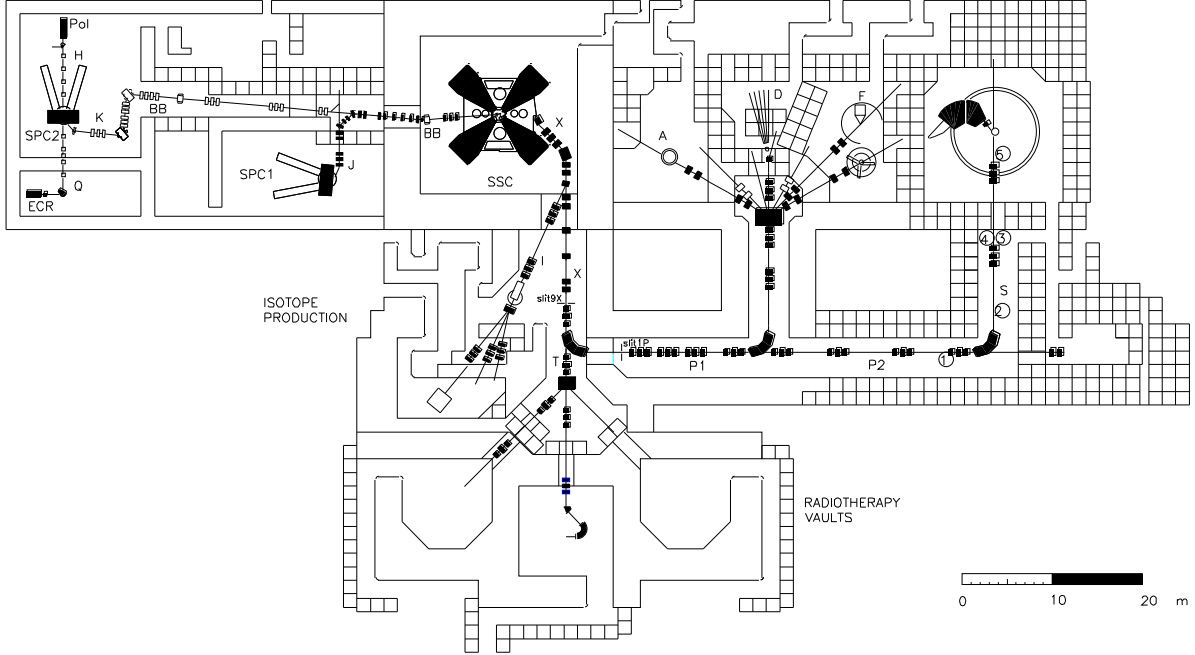 Pol
H
BB
K
SPC2
Q
ECR
SPC1
J
BB
X
SSC
A
D
F
5
4
3
S
2
I
X
slit9X
ISOTOPE
PRODUCTION
T
slit1P
P1
P2
1
RADIOTHERAPY
VAULTS
0
10
20
m